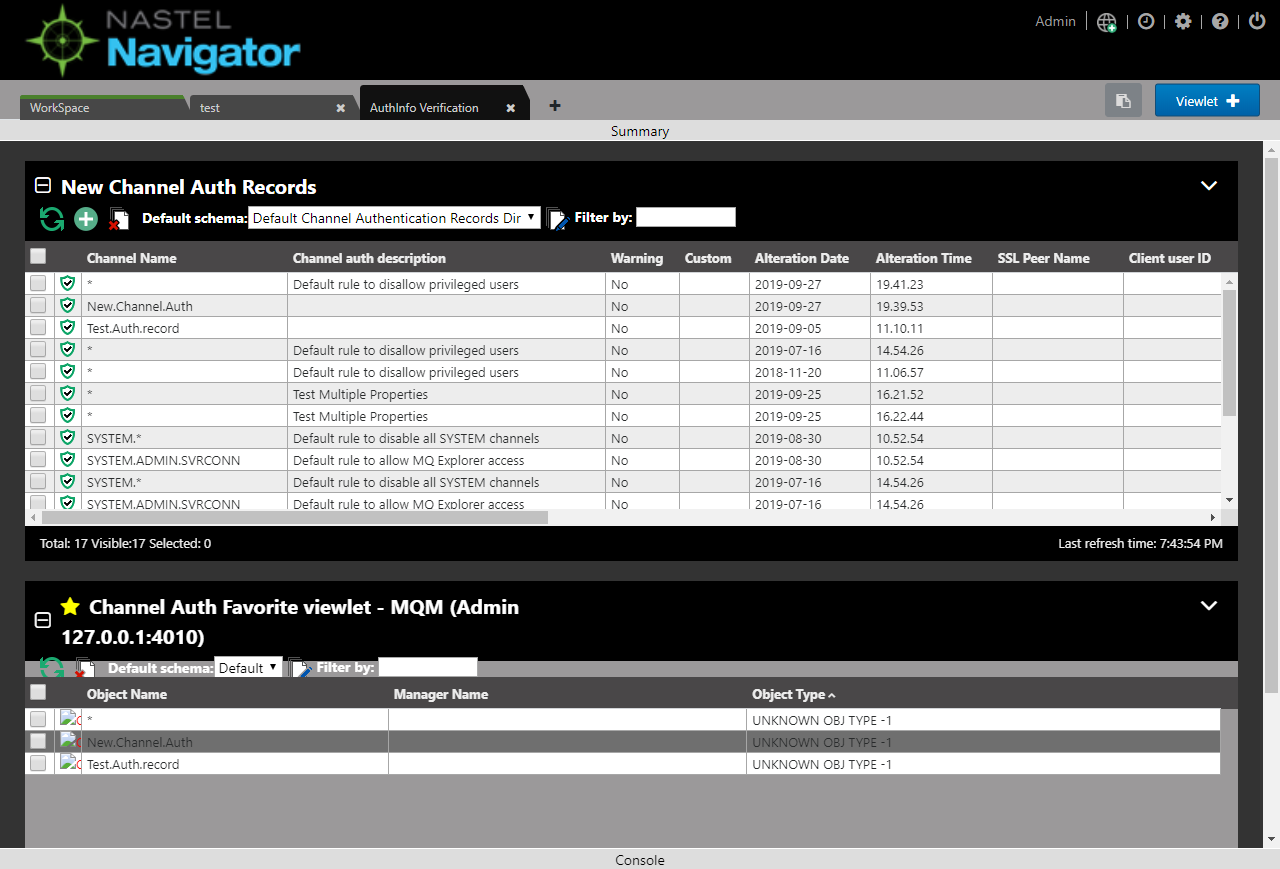 NASTEL
Navigator
Admin
WorkSpace
test
AuthInfo Verification
Viewlet
Summary
New Channel Auth Records
Default schema: Default Channel Authentication Records Dir Filter by:
Channel Name Channel auth description Warning Custom Alteration Date Alteration Time SSL Peer Name Client user ID
* Default rule to disallow privileged users No 2019-09-27 19.41.23
New.Channel.Auth No 2019-09-27 19.39.53
Test.Auth.record No 2019-09-05 11.10.11
* Default rule to disallow privileged users No 2019-07-16 14.54.26
* Default rule to disallow privileged users No 2018-11-20 11.06.57
* Test Multiple Properties No 2019-09-25 16.21.52
* Test Multiple Properties No 2019-09-25 16.22.44
SYSTEM.* Default rule to disable all SYSTEM channels No 2019-08-30 10.52.54
SYSTEM.ADMIN.SVRCONN Default rule to allow MQ Explorer access No 2019-08-30 10.52.54
SYSTEM.* Default rule to disable all SYSTEM channels No 2019-07-16 14.54.26
SYSTEM.ADMIN.SVRCONN Default rule to allow MQ Explorer access No 2019-07-16 14.54.26
Total: 17 Visible:17 Selected: 0 Last refresh time: 7:43:54 PM
Channel Auth Favorite viewlet - MQM (Admin
127.0.0.1:4010)
Default schema: Default Filter by:
Object Name Manager Name Object Type
* UNKNOWN OBJ TYPE -1
New.Channel.Auth UNKNOWN OBJ TYPE -1
Test.Auth.record UNKNOWN OBJ TYPE -1
Console